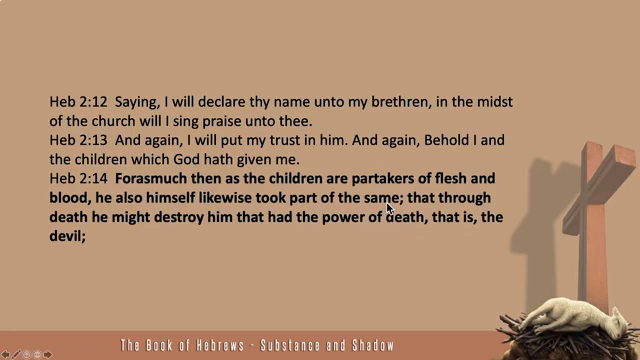 Heb 2:12  Saying, I will declare thy name unto my brethren, in the midst
of the church will I sing praise unto thee.
Heb 2:13  And again, I will put my trust in him. And again, Behold I and
the children which God hath given me.
Heb 2:14  Forasmuch then as the children are partakers of flesh and
blood, he also himself likewise took part of the same; that through
death he might destroy him that had the power of death, that is, the
devil;
The Book of Hebrews - Substance and Shadow